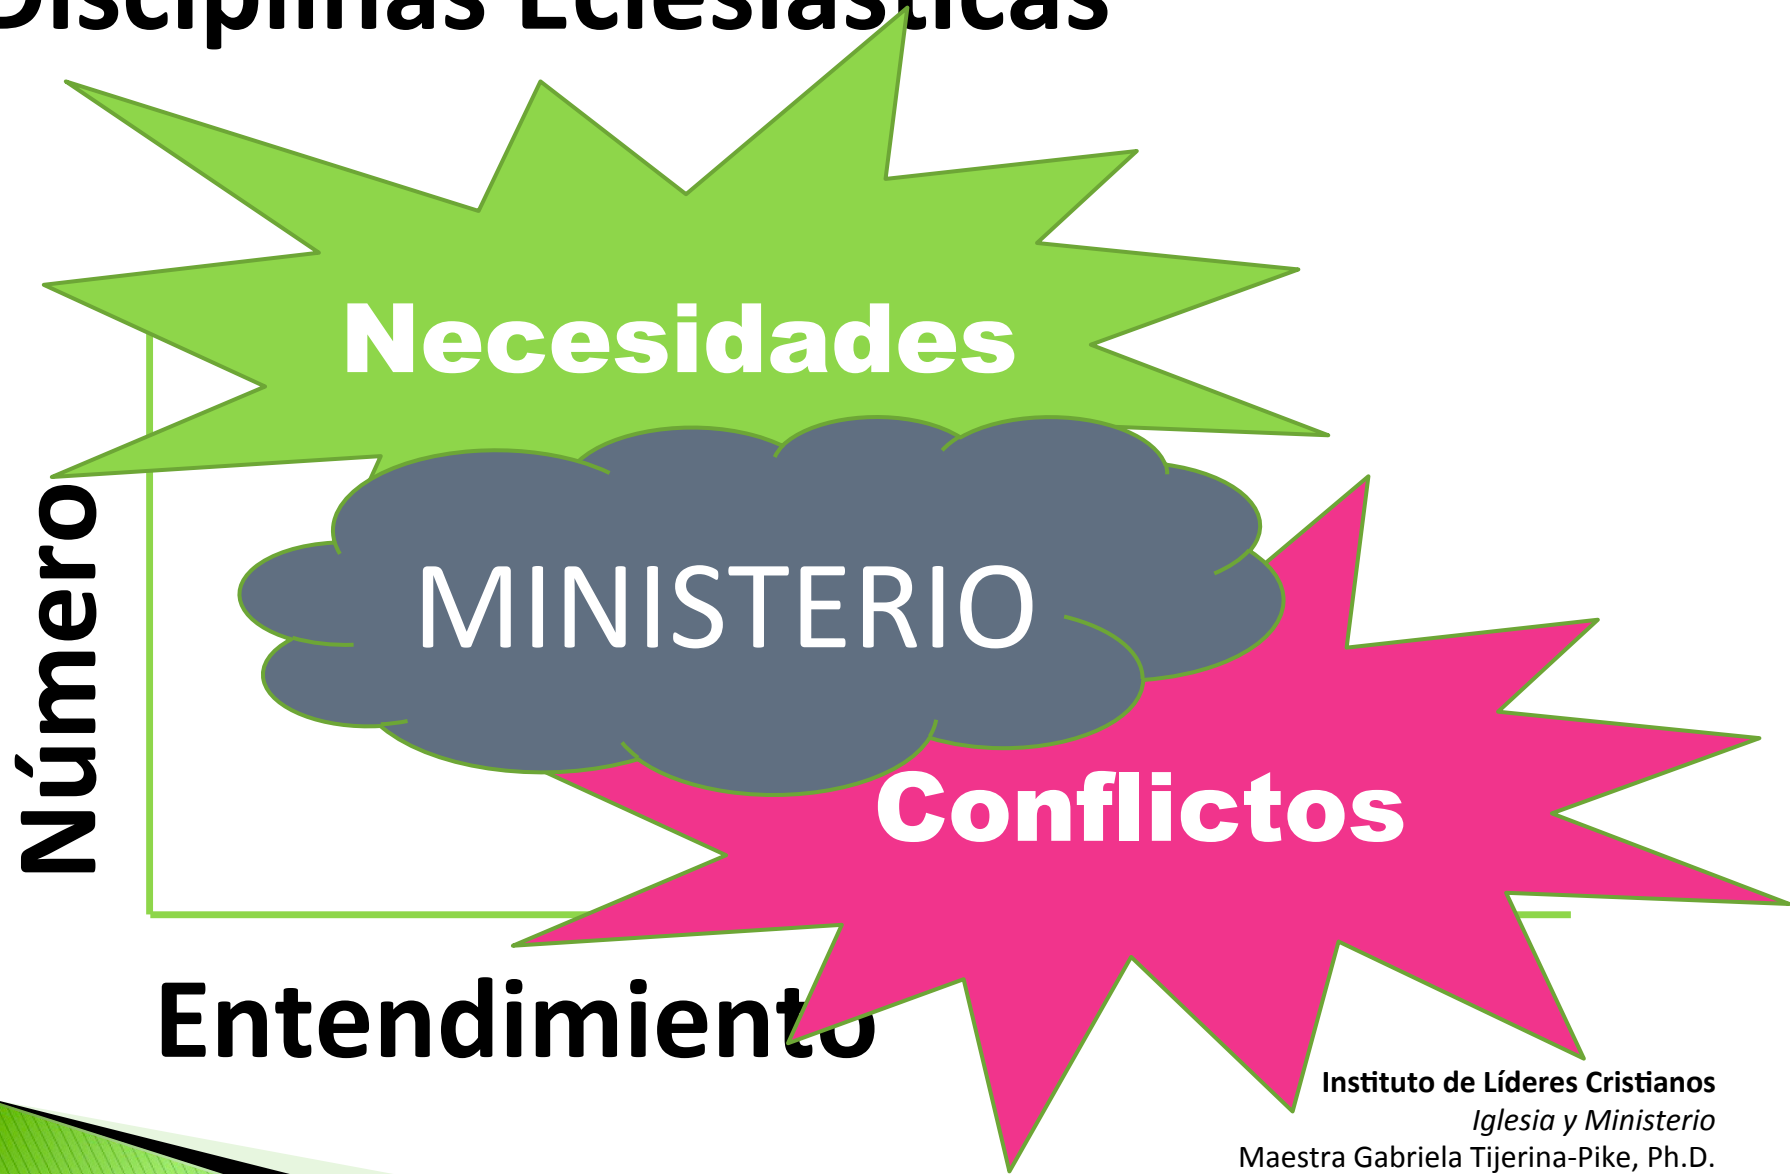 Disciplinas Eclesiásticas
Necesidades
Número
MINISTERIO
Conflictos
Entendimiento
Instituto de Líderes Cristianos
Iglesia y Ministerio
Maestra Gabriela Tijerina-Pike, Ph.D.